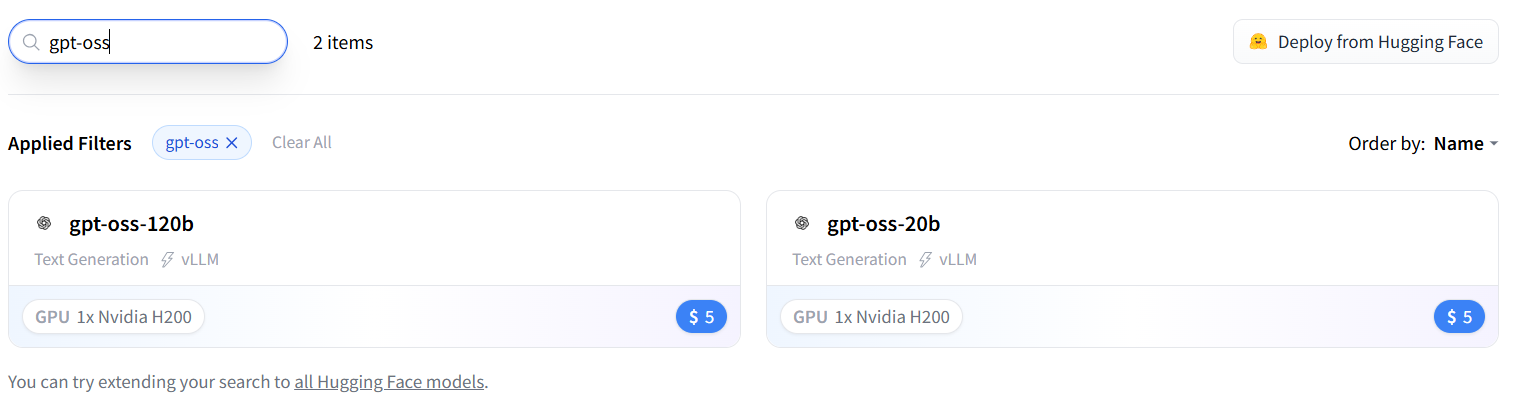 gpt-oss
2 items
Deploy from Hugging Face
Applied Filters
gpt-oss
Clear All
Order by: Name
gpt-oss-120b
Text Generation vLLM
GPU 1x Nvidia H200
$ 5
gpt-oss-20b
Text Generation vLLM
GPU 1x Nvidia H200
$ 5
You can try extending your search to all Hugging Face models.